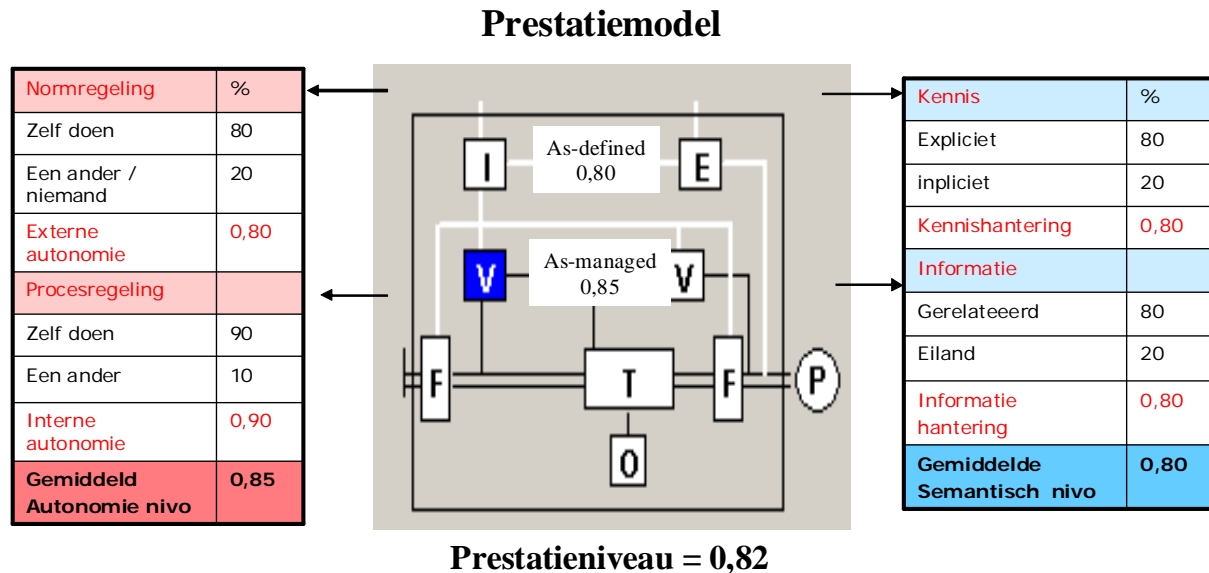 Prestatiemodel
Normregeling %
Zelf doen 80
Een ander /
niemand 20
Externe
autonomie 0,80
Procesregeling
Zelf doen 90
Een ander 10
Interne
autonomie 0,90
Gemiddeld
Autonomie nivo 0,85
I
As-defined
0,80
E
V
As-managed
0,85
V
F
T
F
P
O
Kennis %
Expliciet 80
inpliciet 20
Kennishantering 0,80
Informatie
Gerelateeerd 80
Eiland 20
Informatie
hantering 0,80
Gemiddelde
Semantisch nivo 0,80
Prestatieniveau = 0,82